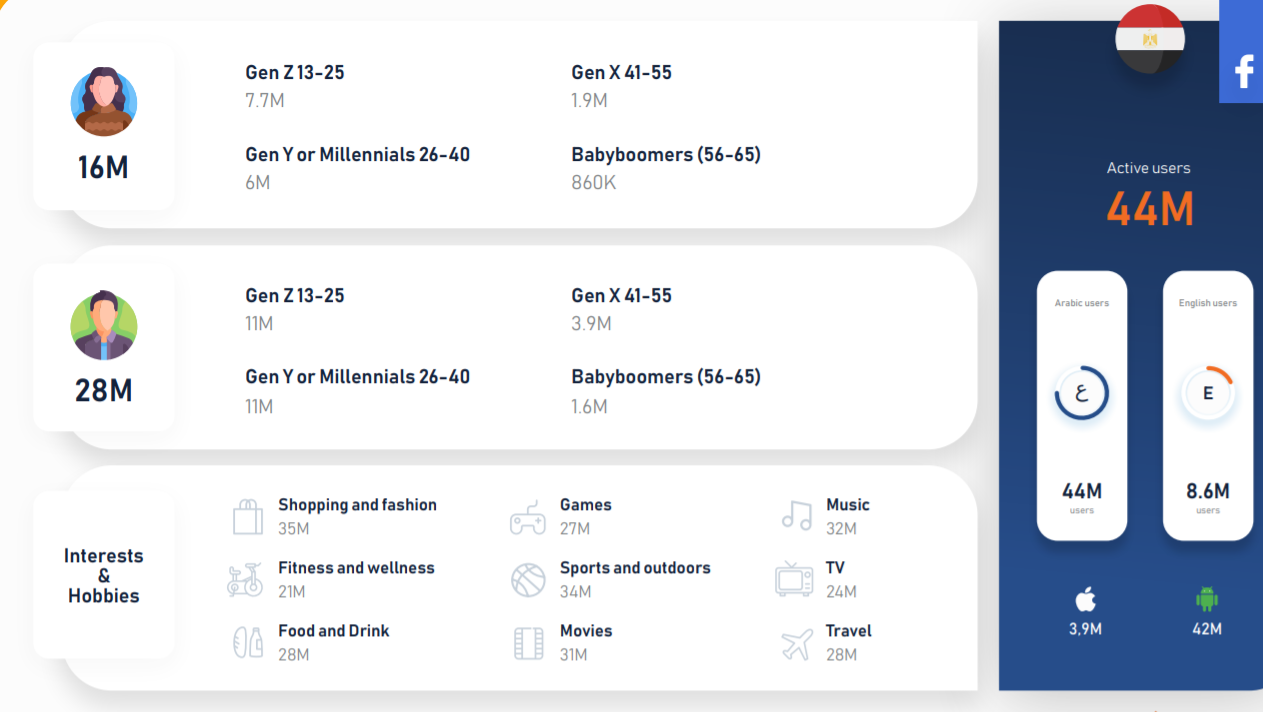 16M
Gen Z 13-25
7.7M
Gen X 41-55
1.9M
Gen Y or Millennials 26-40
6M
Babyboomers (56-65)
860K
28M
Gen Z 13-25
11M
Gen X 41-55
3.9M
Gen Y or Millennials 26-40
11M
Babyboomers (56-65)
1.6M
Interests
&
Hobbies
Shopping and fashion
35M
Games
27M
Music
32M
Fitness and wellness
21M
Sports and outdoors
34M
TV
24M
Food and Drink
28M
Movies
31M
Travel
28M
f
Active users
44M
Arabic users
ع
44M
users
English users
E
8.6M
users
3,9M
42M